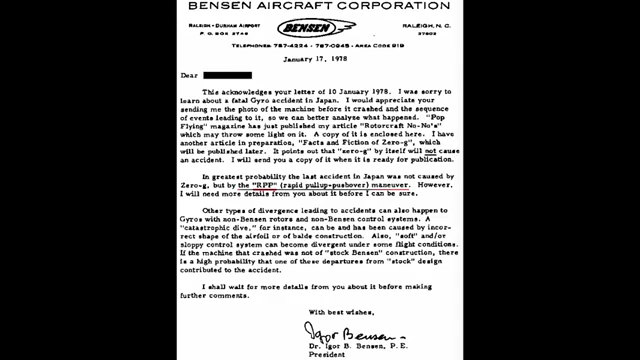 BENSEN AIRCRAFT CORPORATION
RALEIGH - DURHAM AIRPORT
P. O. BOX 2746
BENSEN
RALEIGH, N. C.
27602
TELEPHONES: 787-4224 - 787-0945 - AREA CODE 919
January 17, 1978
Dear
This acknowledges your letter of 10 January 1978. I was sorry to
learn about a fatal Gyro accident in Japan. I would appreciate your
sending me the photo of the machine before it crashed and the sequence
of events leading to it, so we can better analyse what happened. "Pop
Flying" magazine has just published my article "Rotorcraft No-No's"
which may throw some light on it. A copy of it is enclosed here. I have
another article in preparation, "Facts and Fiction of Zero-g", which
will be published later. It points out that "zero-g" by itself will not cause
an accident. I will send you a copy of it when it is ready for publication.
In greatest probability the last accident in Japan was not caused by
Zero-g, but by the "RPP" (rapid pullup-pushover) maneuver. However,
I will need more details from you about it before I can be sure.
Other types of divergence leading to accidents can also happen to
Gyros with non-Bensen rotors and non-Bensen control systems. A
"catastrophic dive," for instance, can be and has been caused by incor-
rect shape of the airfoil or of balde construction. Also, "soft" and/or
sloppy control system can become divergent under some flight conditions.
If the machine that crashed was not of "stock Bensen" construction, there
is a high probability that one of these departures from "stock" design
contributed to the accident.
I shall wait for more details from you about it before making
further comments.
With best wishes,
Igor Bensen
Dr. Igor B. Bensen, P. E.
President